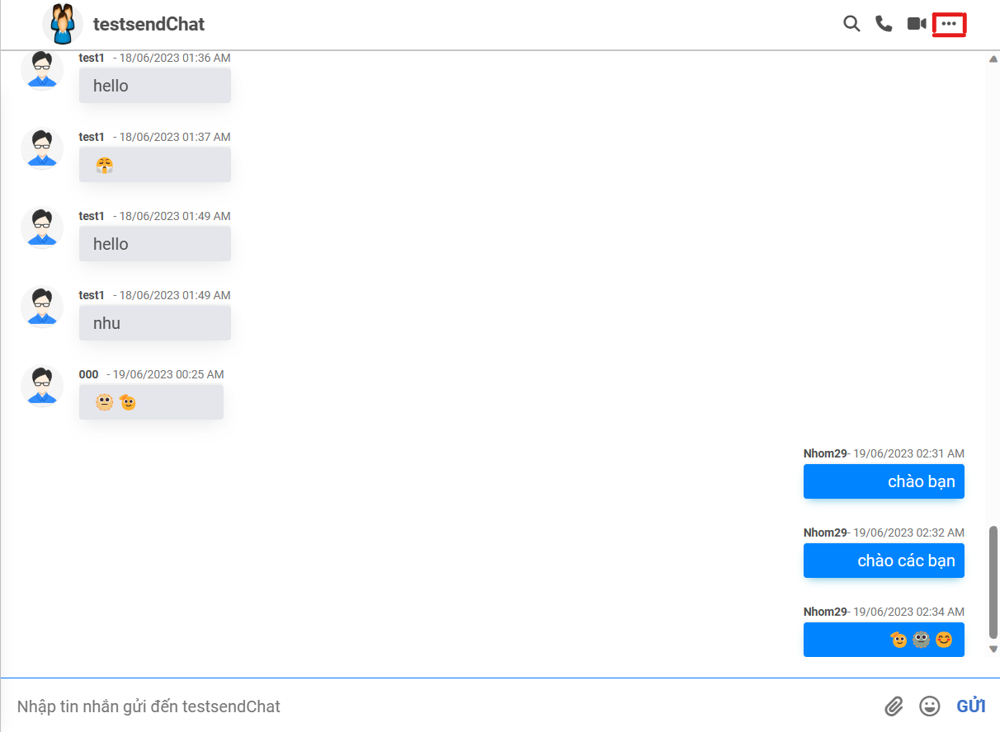 testsendChat
test1 - 18/06/2023 01:36 AM
hello
test1 - 18/06/2023 01:37 AM
test1 - 18/06/2023 01:49 AM
hello
test1 - 18/06/2023 01:49 AM
nhu
000 - 19/06/2023 00:25 AM
Nhom29- 19/06/2023 02:31 AM
chào bạn
Nhom29- 19/06/2023 02:32 AM
chào các bạn
Nhom29- 19/06/2023 02:34 AM
Nhập tin nhắn gửi đến testsendChat
GỬI